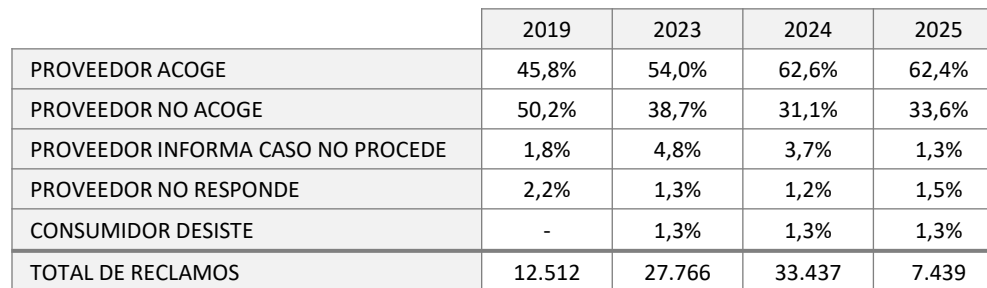 2019 2023 2024 2025
PROVEEDOR ACOGE 45,8% 54,0% 62,6% 62,4%
PROVEEDOR NO ACOGE 50,2% 38,7% 31,1% 33,6%
PROVEEDOR INFORMA CASO NO PROCEDE 1,8% 4,8% 3,7% 1,3%
PROVEEDOR NO RESPONDE 2,2% 1,3% 1,2% 1,5%
CONSUMIDOR DESISTE - 1,3% 1,3% 1,3%
TOTAL DE RECLAMOS 12.512 27.766 33.437 7.439